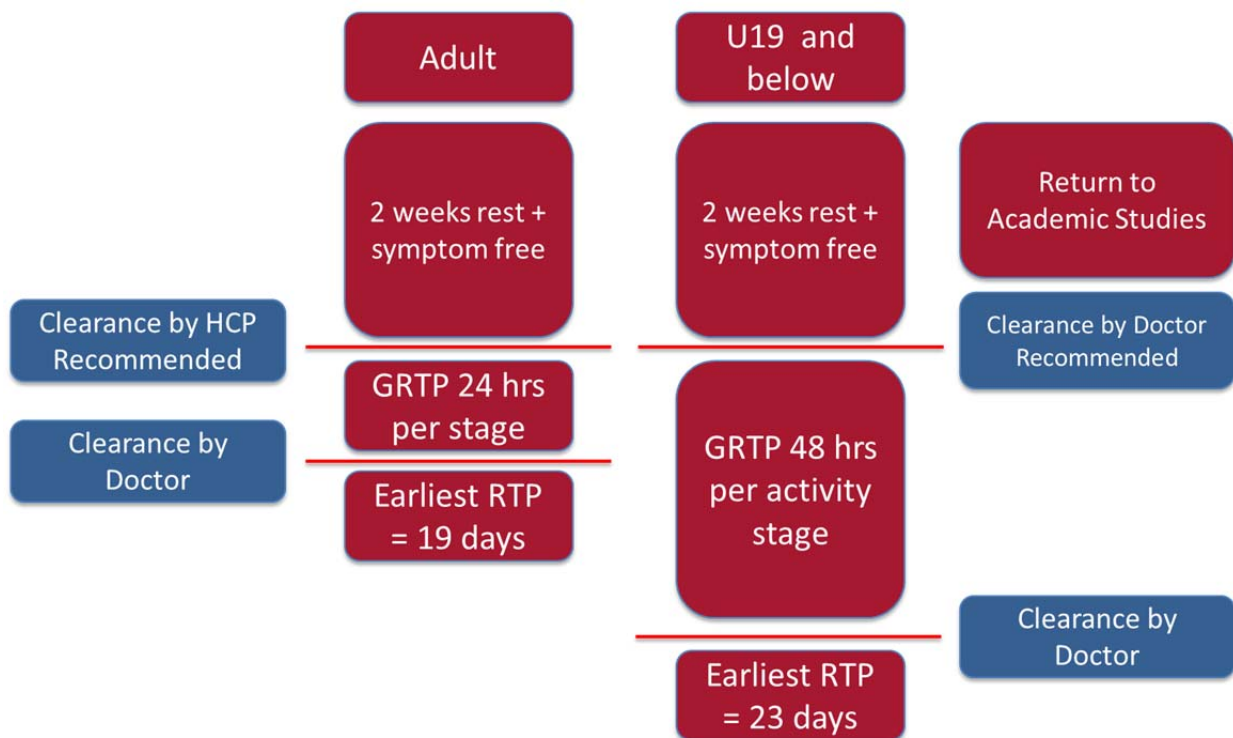 Adult
U19 and
below
2 weeks rest +
symptom free
2 weeks rest +
symptom free
Return to
Academic Studies
Clearance by HCP
Recommended
Clearance by Doctor
Recommended
GRTP 24 hrs
per stage
GRTP 48 hrs
per activity
stage
Clearance by
Doctor
Earliest RTP
= 19 days
Clearance by
Doctor
Earliest RTP
= 23 days